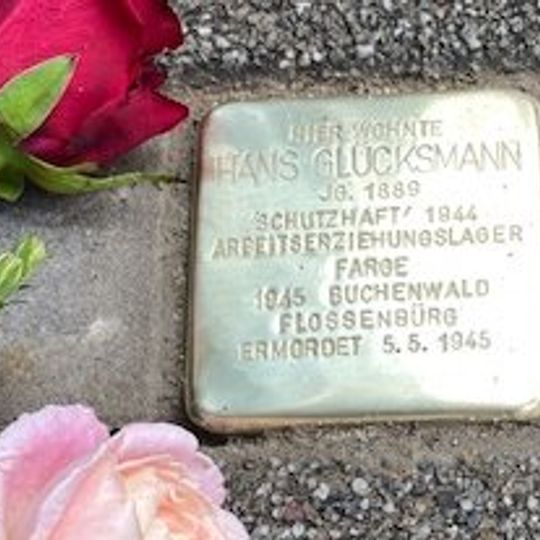 HIER WOHNTE
HANS GLÜCKSMANN
JG. 1889
'SCHUTZHAFT' 1944
ARBEITSERZIEHUNGSLAGER
FARGE
1945 BUCHENWALD
FLOSSENBÜRG
ERMORDET 5.5.1945